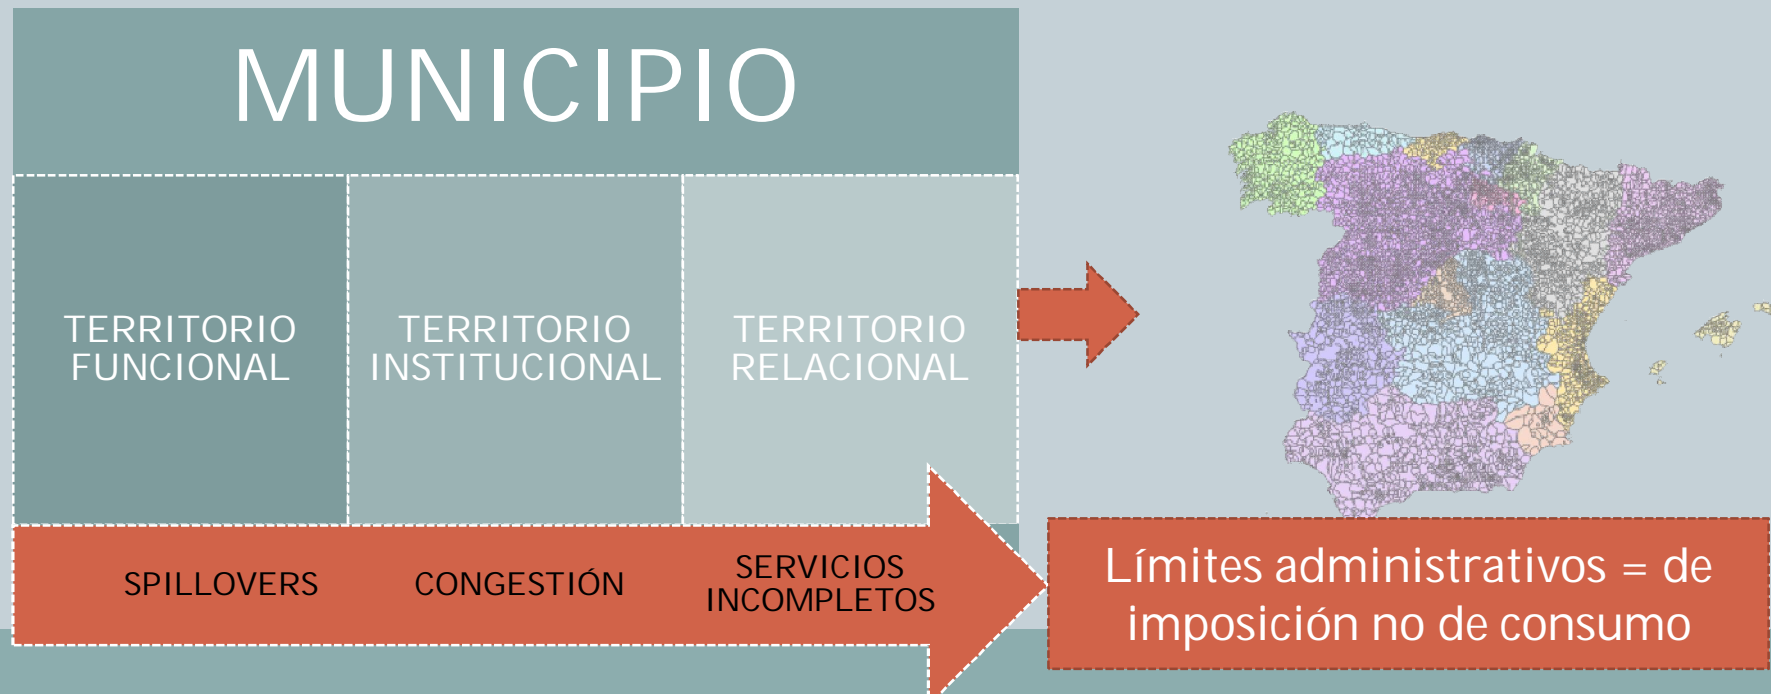 MUNICIPIO
TERRITORIO
FUNCIONAL
TERRITORIO
INSTITUCIONAL
TERRITORIO
RELACIONAL
SPILLOVERS
CONGESTIÓN
SERVICIOS
INCOMPLETOS
Límites administrativos = de
imposición no de consumo